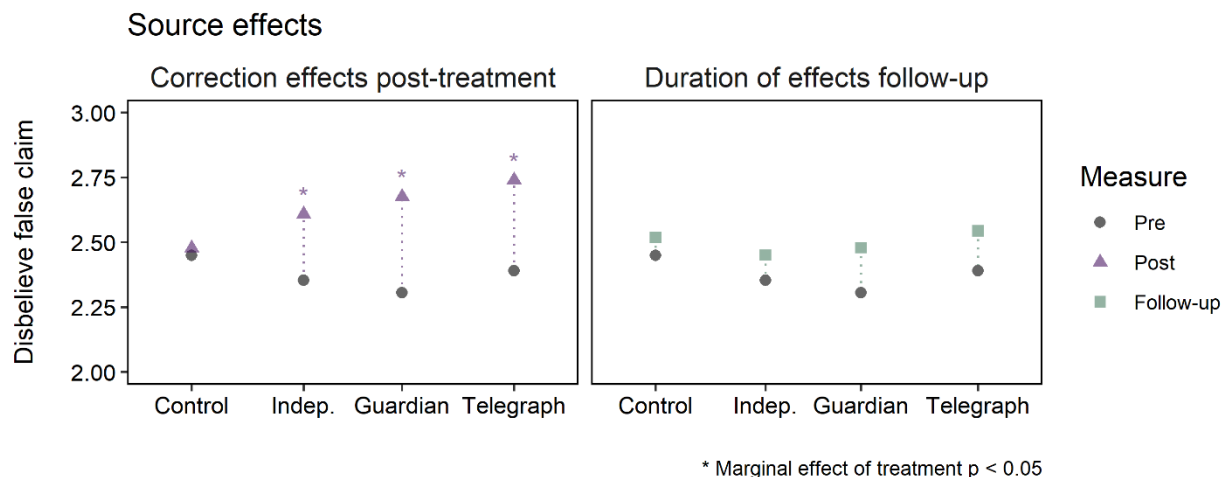 Source effects
Correction effects post-treatment
Duration of effects follow-up
Disbelieve false claim
3.00
2.75
2.50
2.25
2.00
*
*
*
Control Indep. Guardian Telegraph
Control Indep. Guardian Telegraph
Measure
Pre
Post
Follow-up
* Marginal effect of treatment p < 0.05